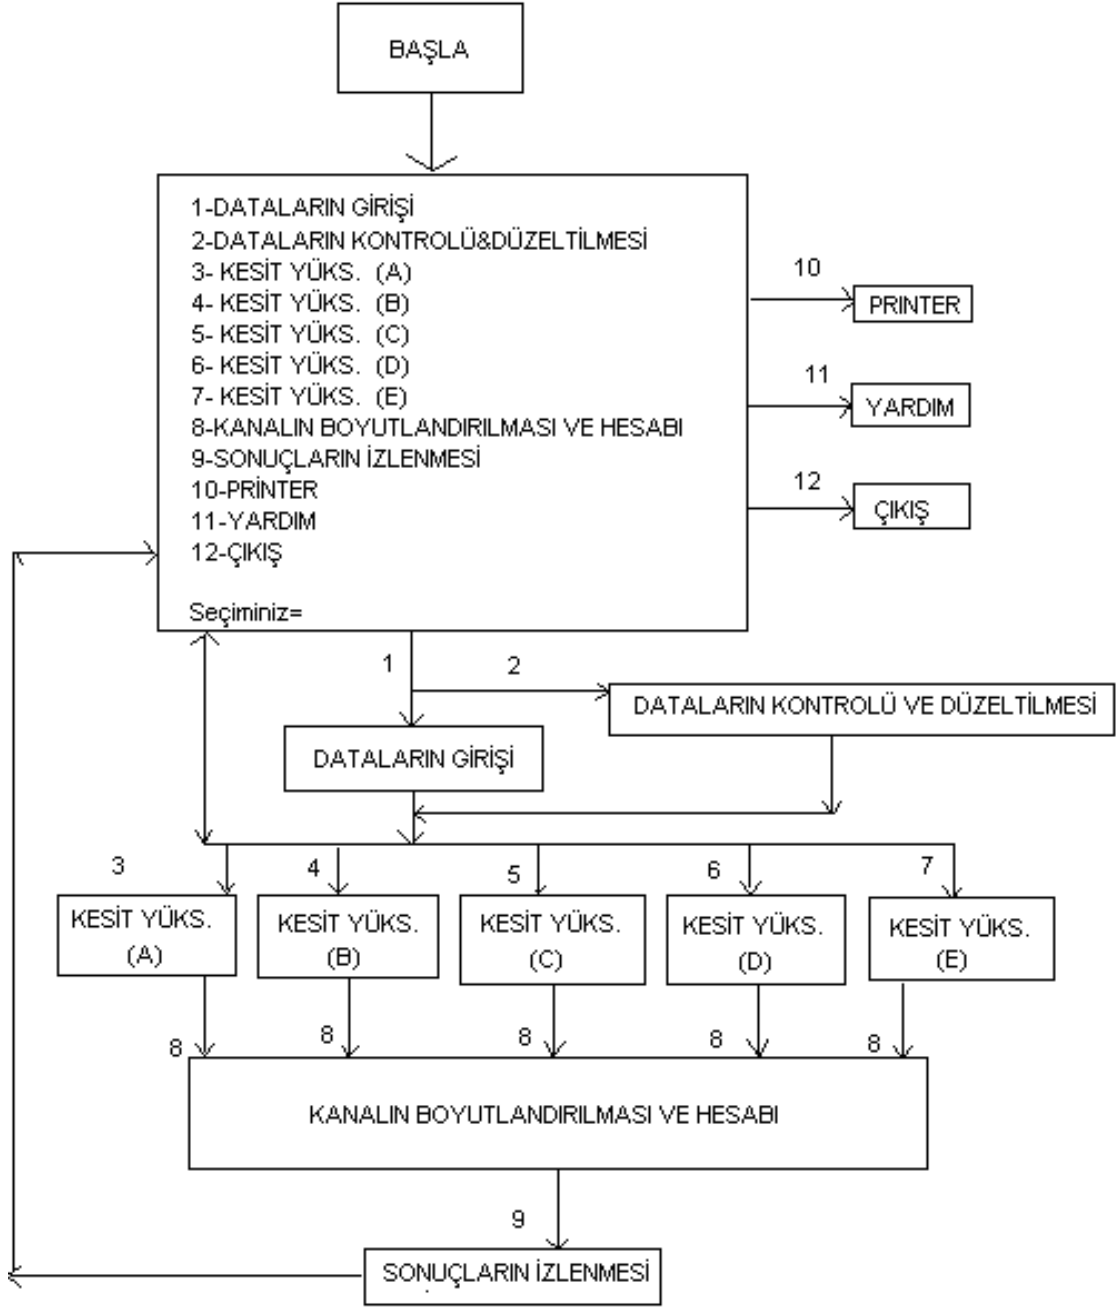 BAŞLA
1-DATALARIN GİRİŞİ
2-DATALARIN KONTROLÜ&DÜZELTİLMESİ
3- KESİT YÜKS. (A)
4- KESİT YÜKS. (B)
5- KESİT YÜKS. (C)
6- KESİT YÜKS. (D)
7- KESİT YÜKS. (E)
8-KANALIN BOYUTLANDIRILMASI VE HESABI
9-SONUÇLARIN İZLENMESİ
10-PRİNTER
11-YARDIM
12-ÇIKIŞ
Seçiminiz=
10
PRINTER
11
YARDIM
12
ÇIKIŞ
1
2
DATALARIN KONTROLÜ VE DÜZELTİLMESİ
DATALARIN GİRİŞİ
3
4
5
6
7
KESİT YÜKS.
(A)
KESİT YÜKS.
(B)
KESİT YÜKS.
(C)
KESİT YÜKS.
(D)
KESİT YÜKS.
(E)
8
8
8
8
8
KANALIN BOYUTLANDIRILMASI VE HESABI
9
SONUÇLARIN İZLENMESİ